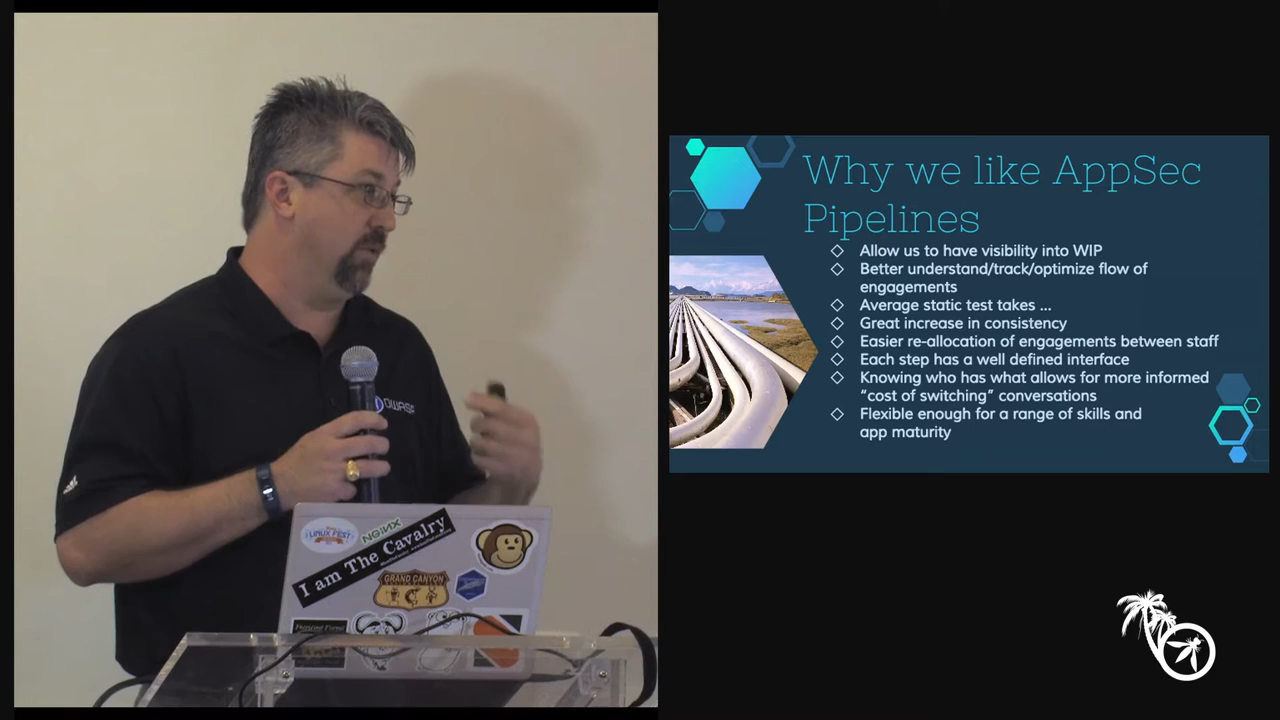 OWASP
Texas
LINUX FEST
NGiNX
I am The Cavalry
GRAND CANYON
Why we like AppSec
Pipelines
Allow us to have visibility into WIP
Better understand/track/optimize flow of
engagements
Average static test takes ...
Great increase in consistency
Easier re-allocation of engagements between staff
Each step has a well defined interface
Knowing who has what allows for more informed
“cost of switching” conversations
Flexible enough for a range of skills and
app maturity